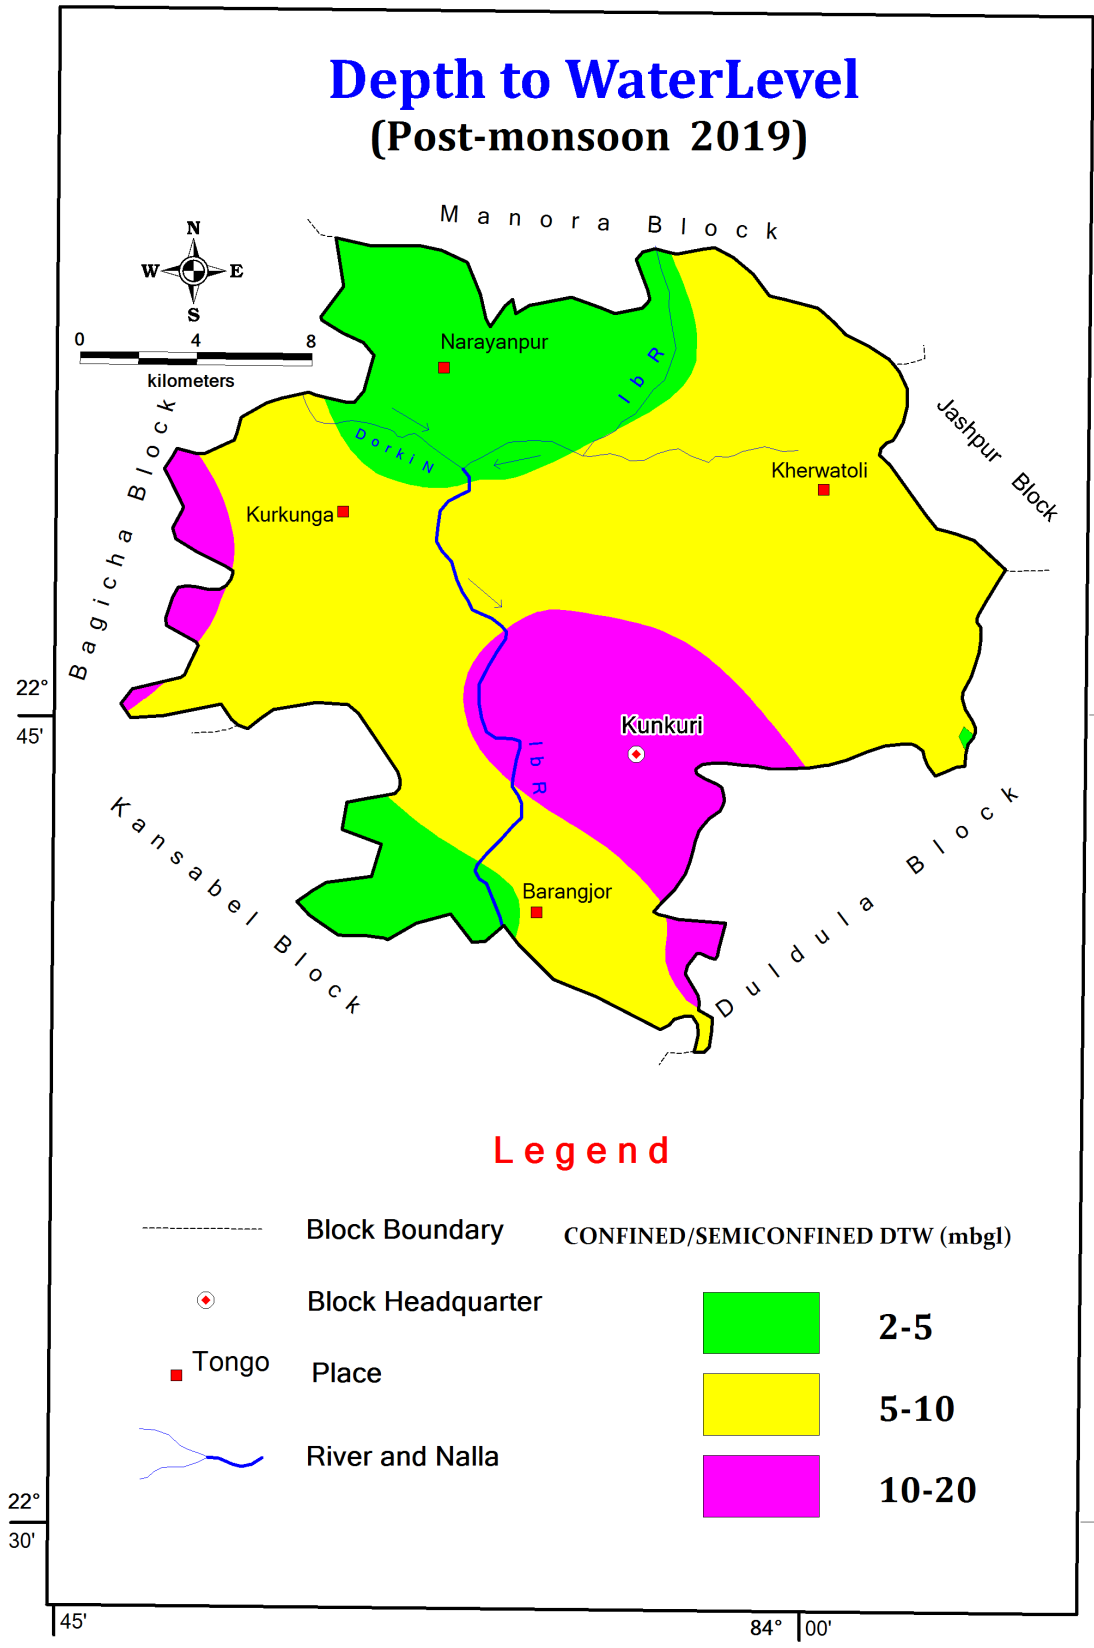 Depth to WaterLevel
(Post-monsoon 2019)
Manora Block
N
W E
S
0 4 8
kilometers
Narayanpur
Ib R
Jashpur Block
Bagicha Block
Dorki N
Kherwatoli
Kurkunga
22°
45'
Kunkuri
Ib R
Kansabel Block
Duldula Block
Barangjor
Legend
Block Boundary
CONFINED/SEMICONFINED DTW (mbgl)
Block Headquarter
2-5
Tongo
Place
5-10
River and Nalla
10-20
22°
30'
45'
84° 00'